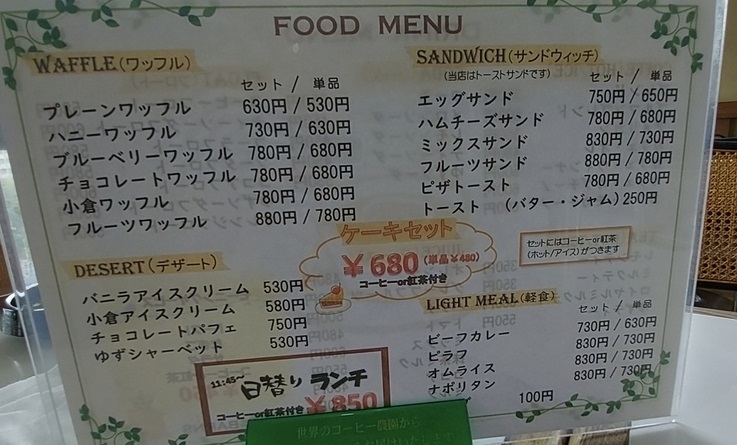 FOOD MENU
WAFFLE(ワッフル)
セット / 単品
プレーンワッフル 630円 / 530円
ハニーワッフル 730円 / 630円
ブルーベリーワッフル 780円 / 680円
チョコレートワッフル 780円 / 680円
小倉ワッフル 780円 / 680円
フルーツワッフル 880円 / 780円
SANDWICH(サンドウィッチ)
(当店はトーストサンドです)
セット / 単品
エッグサンド 750円 / 650円
ハムチーズサンド 780円 / 680円
ミックスサンド 830円 / 730円
フルーツサンド 880円 / 780円
ピザトースト 780円 / 680円
トースト (バター・ジャム) 250円
ケーキセット
¥680 (単品¥480)
コーヒーor紅茶付き
セットにはコーヒーor紅茶
(ホット/アイス)がつきます
DESERT(デザート)
バニラアイスクリーム 530円
小倉アイスクリーム 580円
チョコレートパフェ 750円
ゆずシャーベット 530円
LIGHT MEAL(軽食)
セット / 単品
ビーフカレー 730円 / 630円
ピラフ 830円 / 730円
オムライス 830円 / 730円
ナポリタン 830円 / 730円
100円
11:45〜 日替り ランチ
コーヒーor紅茶付き ¥850
世界のコーヒー農園から